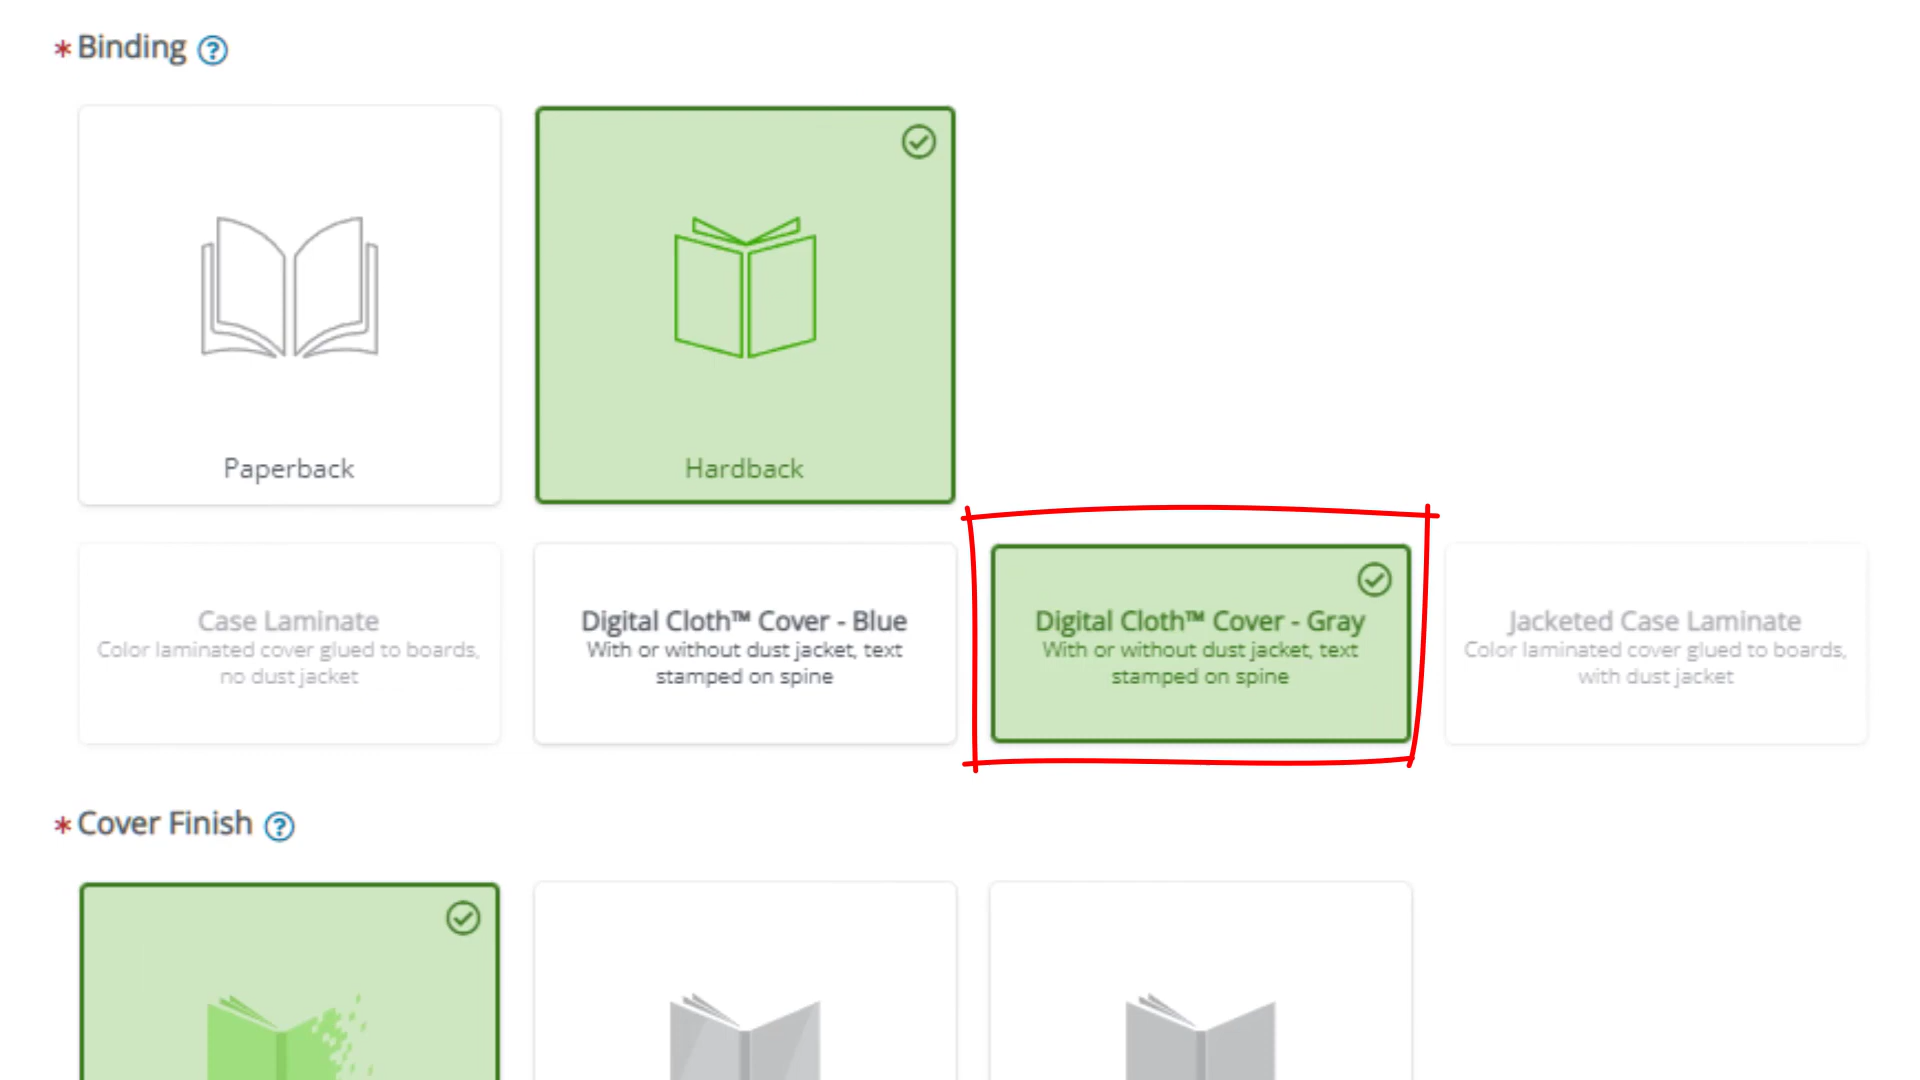 * Binding ?
Paperback
Hardback
Case Laminate
Color laminated cover glued to boards,
no dust jacket
Digital Cloth™ Cover - Blue
With or without dust jacket, text
stamped on spine
Digital Cloth™ Cover - Gray
With or without dust jacket, text
stamped on spine
Jacketed Case Laminate
Color laminated cover glued to boards,
with dust jacket
* Cover Finish ?